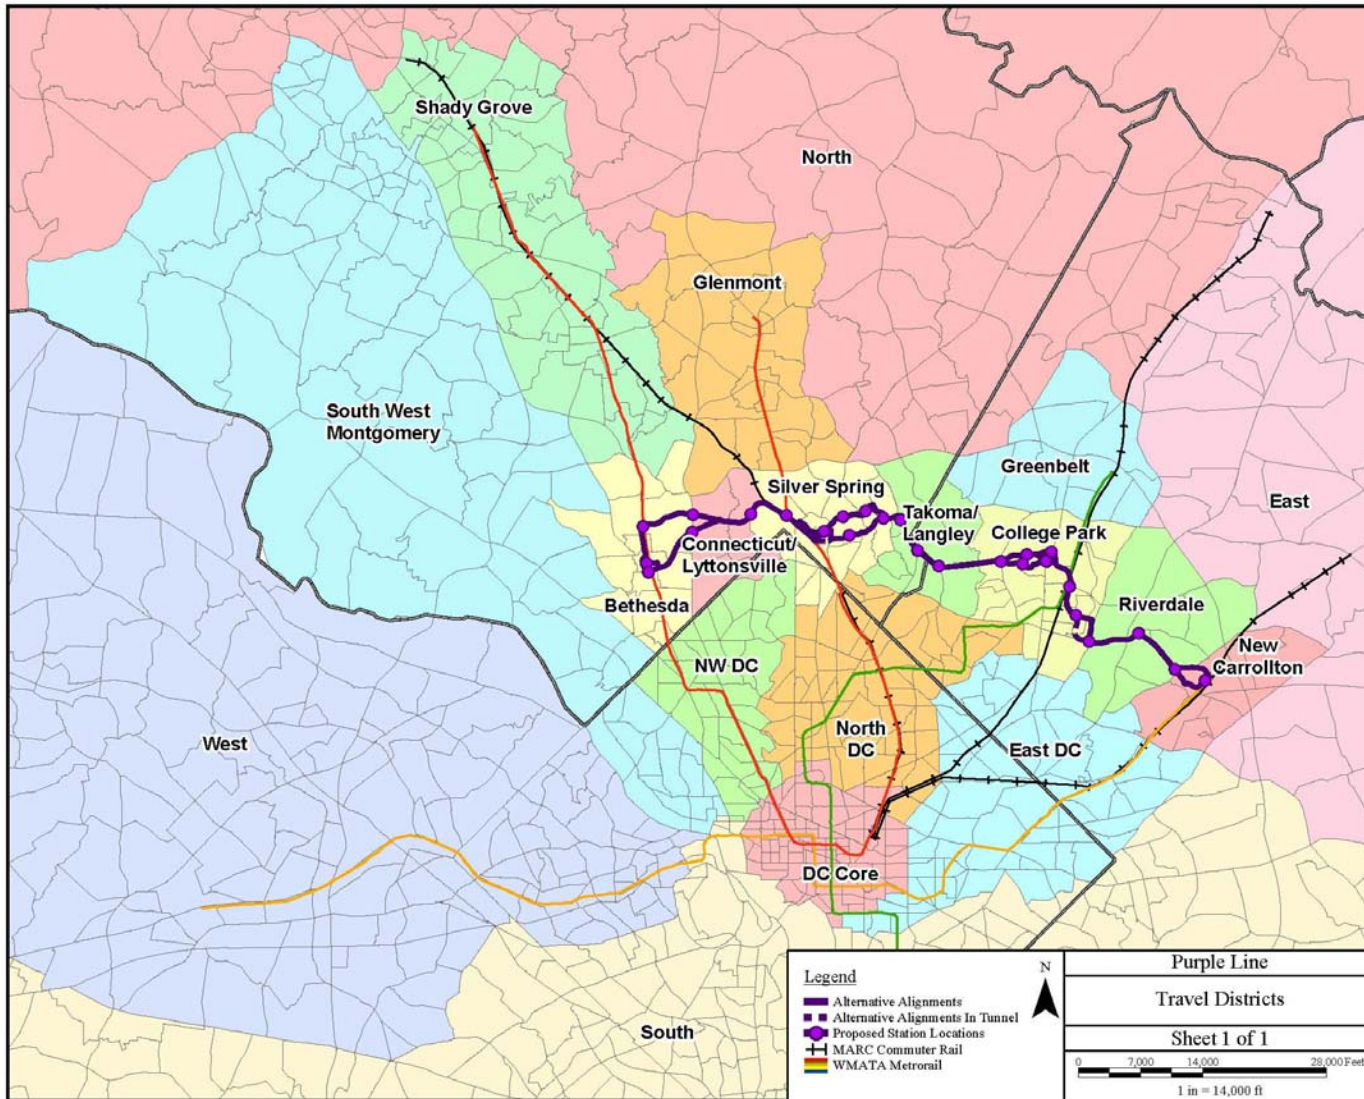 Shady Grove
North
Glenmont
South West
Montgomery
Silver Spring
Greenbelt
East
Takoma/
Langley
College Park
Connecticut/
Lyttonsville
Bethesda
Riverdale
New
Carrollton
NW DC
West
North
DC
East DC
DC Core
South
Legend
Alternative Alignments
Alternative Alignments In Tunnel
Proposed Station Locations
MARC Commuter Rail
WMATA Metrorail
N
Purple Line
Travel Districts
Sheet 1 of 1
0 7,000 14,000 28,000 Feet
1 in = 14,000 ft